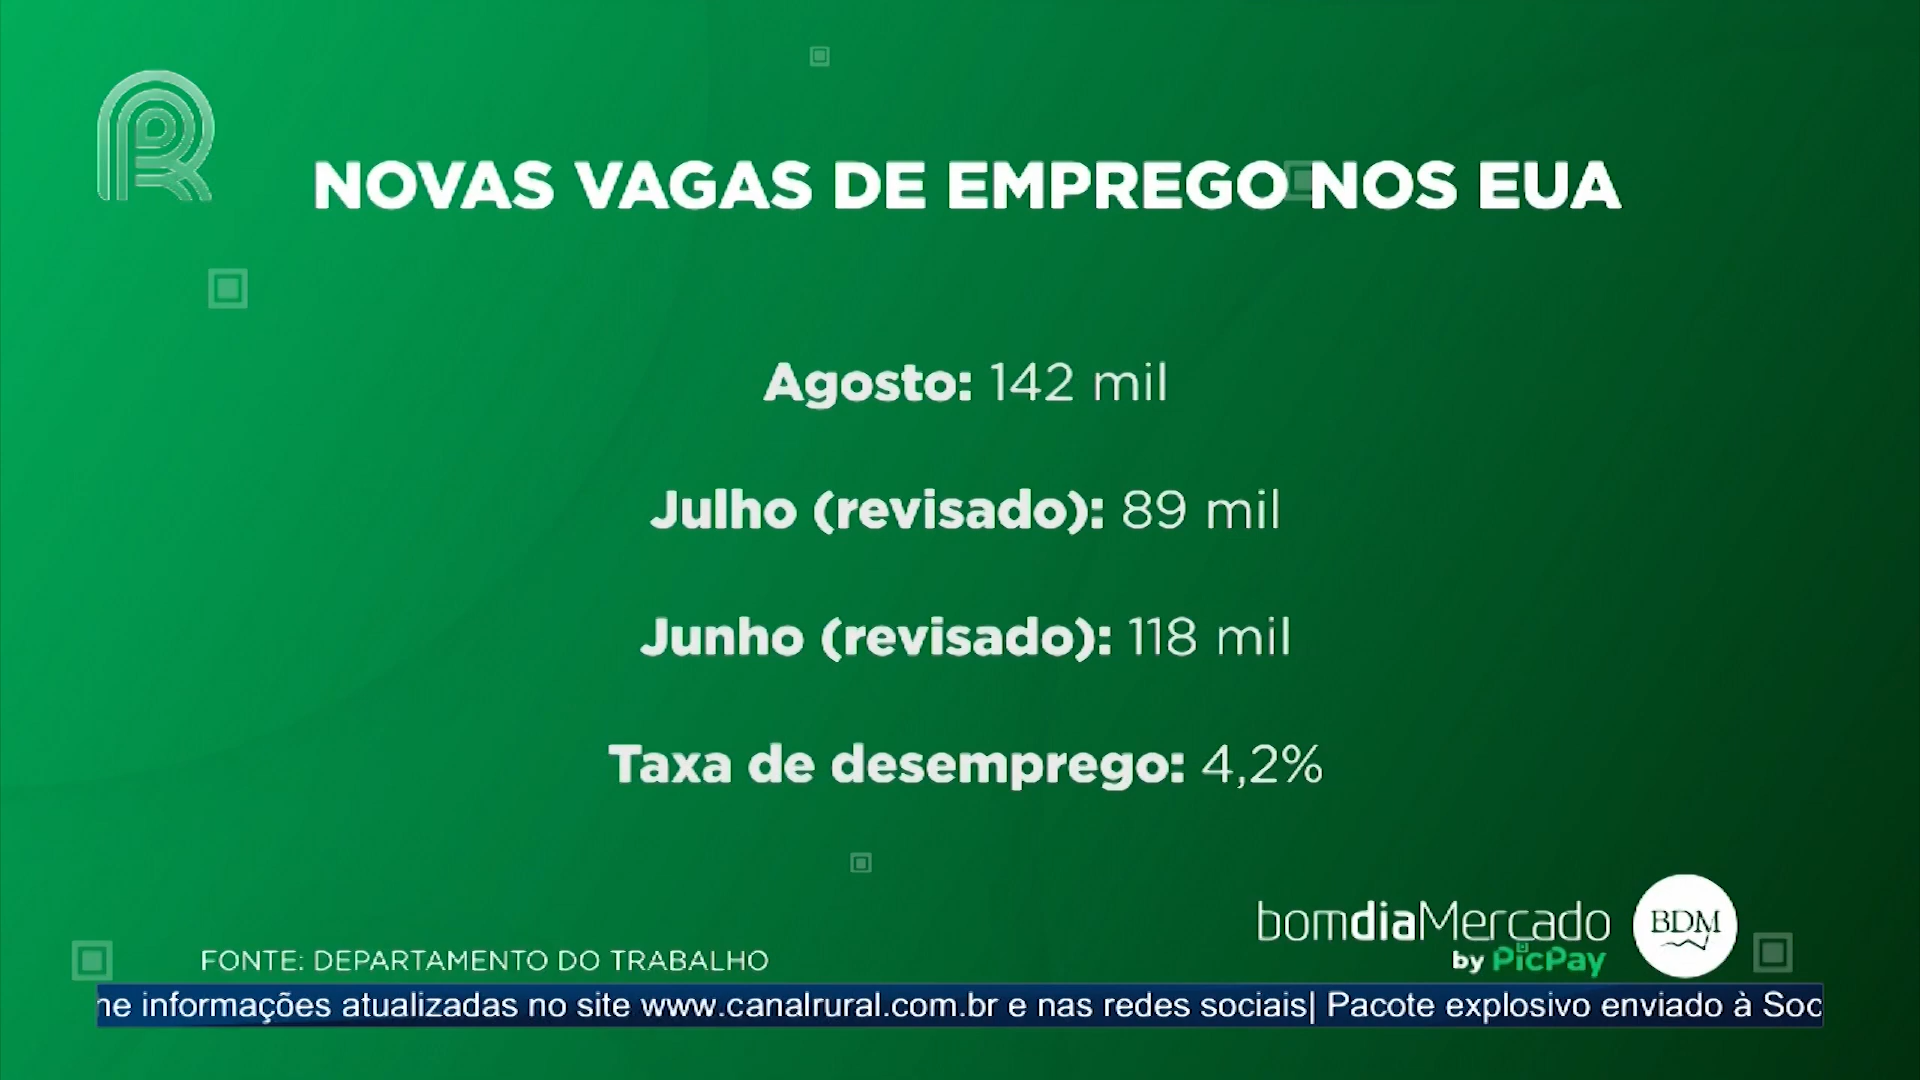 NOVAS VAGAS DE EMPREGO NOS EUA
Agosto: 142 mil
Julho (revisado): 89 mil
Junho (revisado): 118 mil
Taxa de desemprego: 4,2%
bomdiaMercado
by PicPay
BDM
FONTE: DEPARTAMENTO DO TRABALHO
ne informações atualizadas no site www.canalrural.com.br e nas redes sociais| Pacote explosivo enviado à Soc